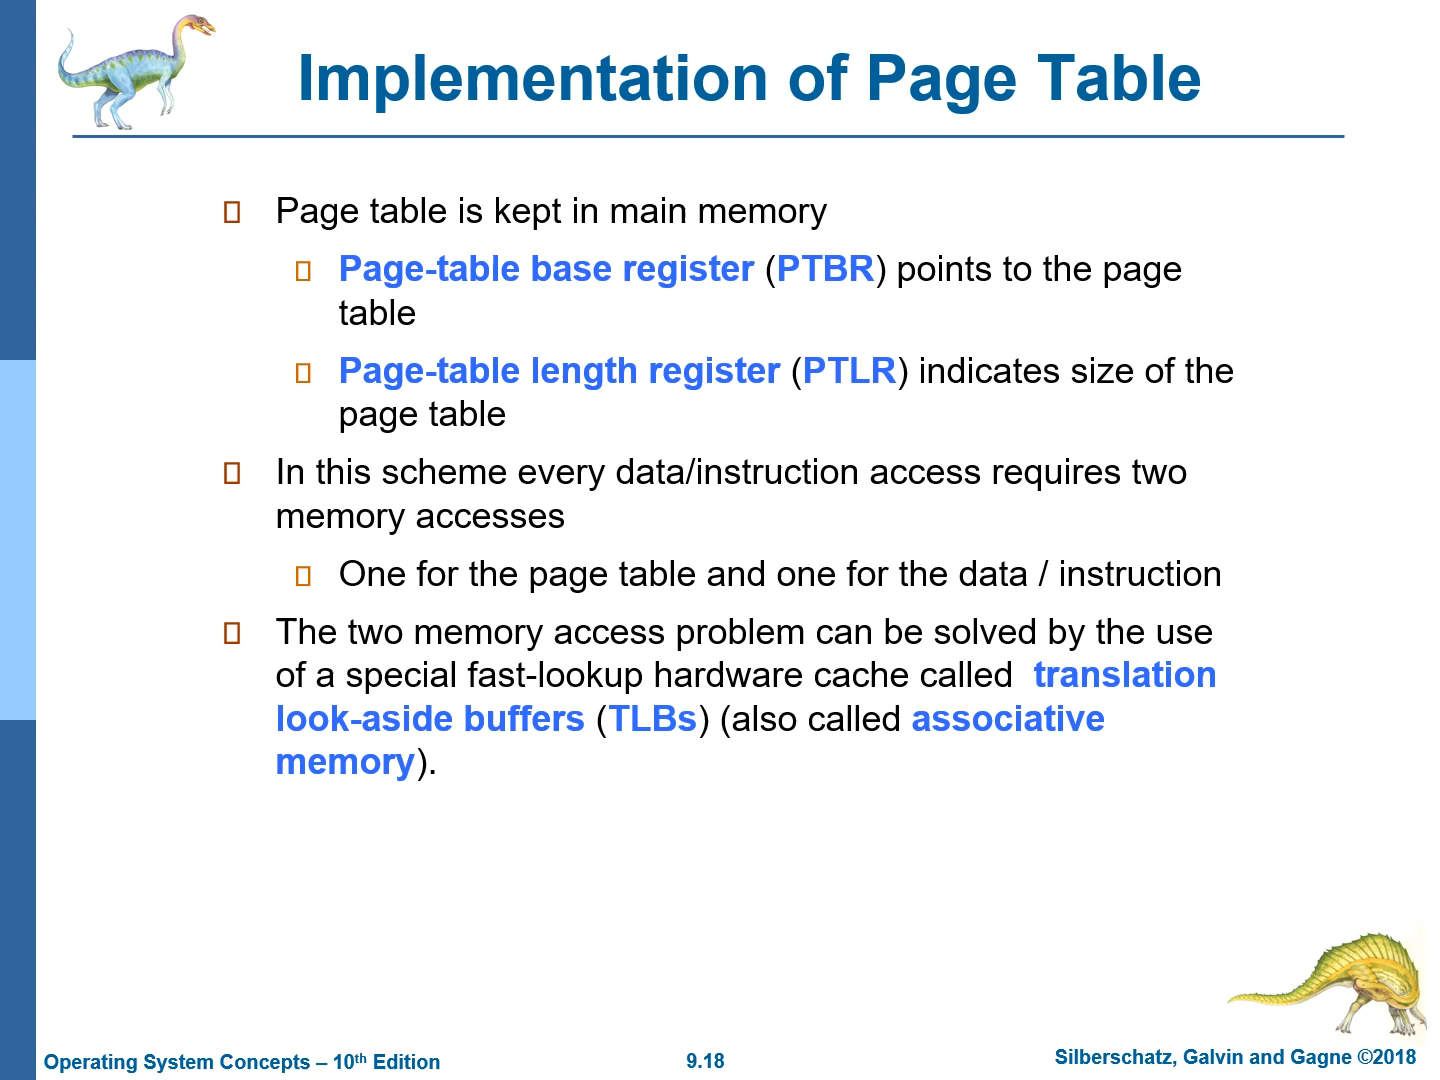 Implementation of Page Table
Page table is kept in main memory
Page-table base register (PTBR) points to the page
table
Page-table length register (PTLR) indicates size of the
page table
In this scheme every data/instruction access requires two
memory accesses
One for the page table and one for the data / instruction
The two memory access problem can be solved by the use
of a special fast-lookup hardware cache called translation
look-aside buffers (TLBs) (also called associative
memory).
Operating System Concepts – 10th Edition
9.18
Silberschatz, Galvin and Gagne ©2018